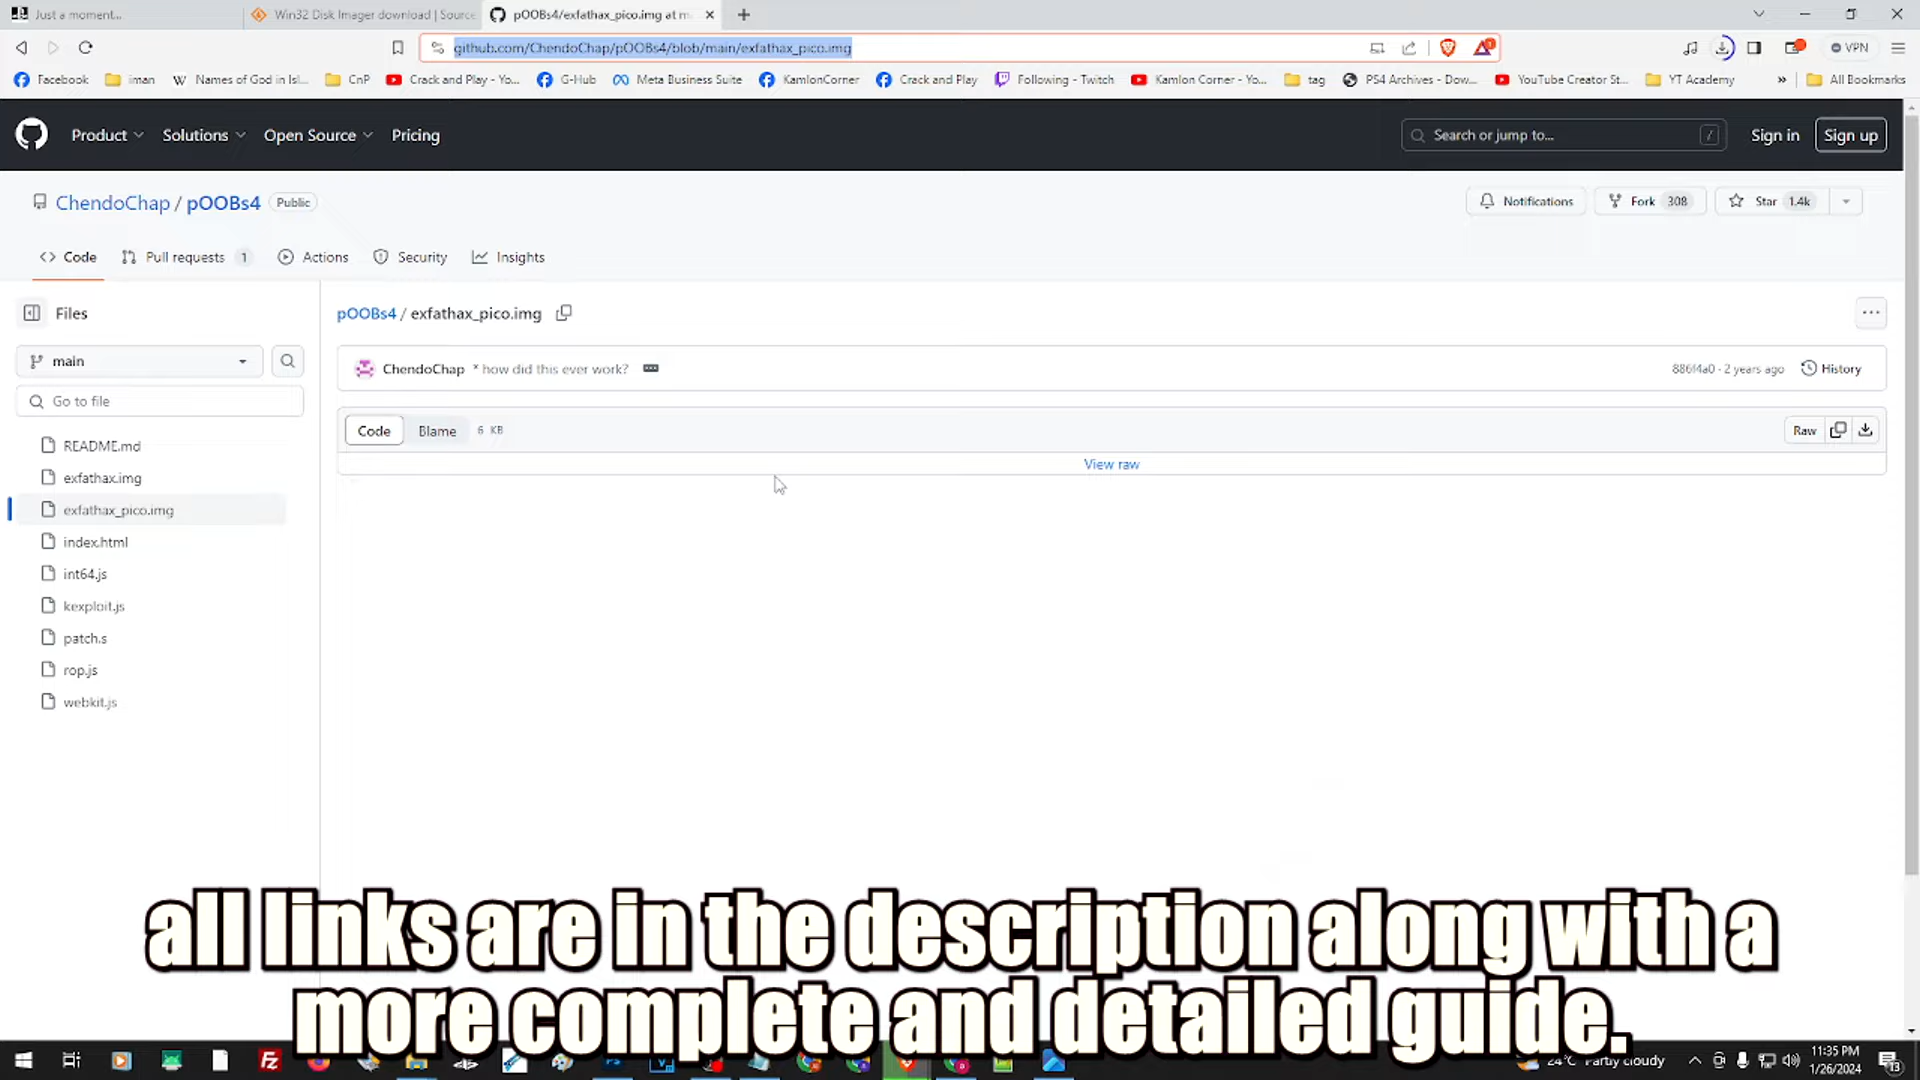 Just a moment...
Win32 Disk Imager download | Source
pOOBs4/exfathax_pico.img at m
github.com/ChendoChap/pOOBs4/blob/main/exfathax_pico.img
VPN
Facebook
iman
Names of God in Isl...
CnP
Crack and Play - Yo...
G-Hub
Meta Business Suite
KamlonCorner
Crack and Play
Following - Twitch
Kamlon Corner - Yo...
tag
PS4 Archives - Dow...
YouTube Creator St...
YT Academy
»
All Bookmarks
Product
Solutions
Open Source
Pricing
Search or jump to...
/
Sign in
Sign up
ChendoChap / pOOBs4
Public
Notifications
Fork 308
Star 1.4k
Code
Pull requests 1
Actions
Security
Insights
Files
pOOBs4 / exfathax_pico.img
main
ChendoChap * how did this ever work?
886f4a0 · 2 years ago
History
Go to file
Code
Blame
6 KB
Raw
View raw
README.md
exfathax.img
exfathax_pico.img
index.html
int64.js
kexploit.js
patch.s
rop.js
webkit.js
all links are in the description along with a
more complete and detailed guide.
24°C Partly cloudy
11:35 PM
1/26/2024
13